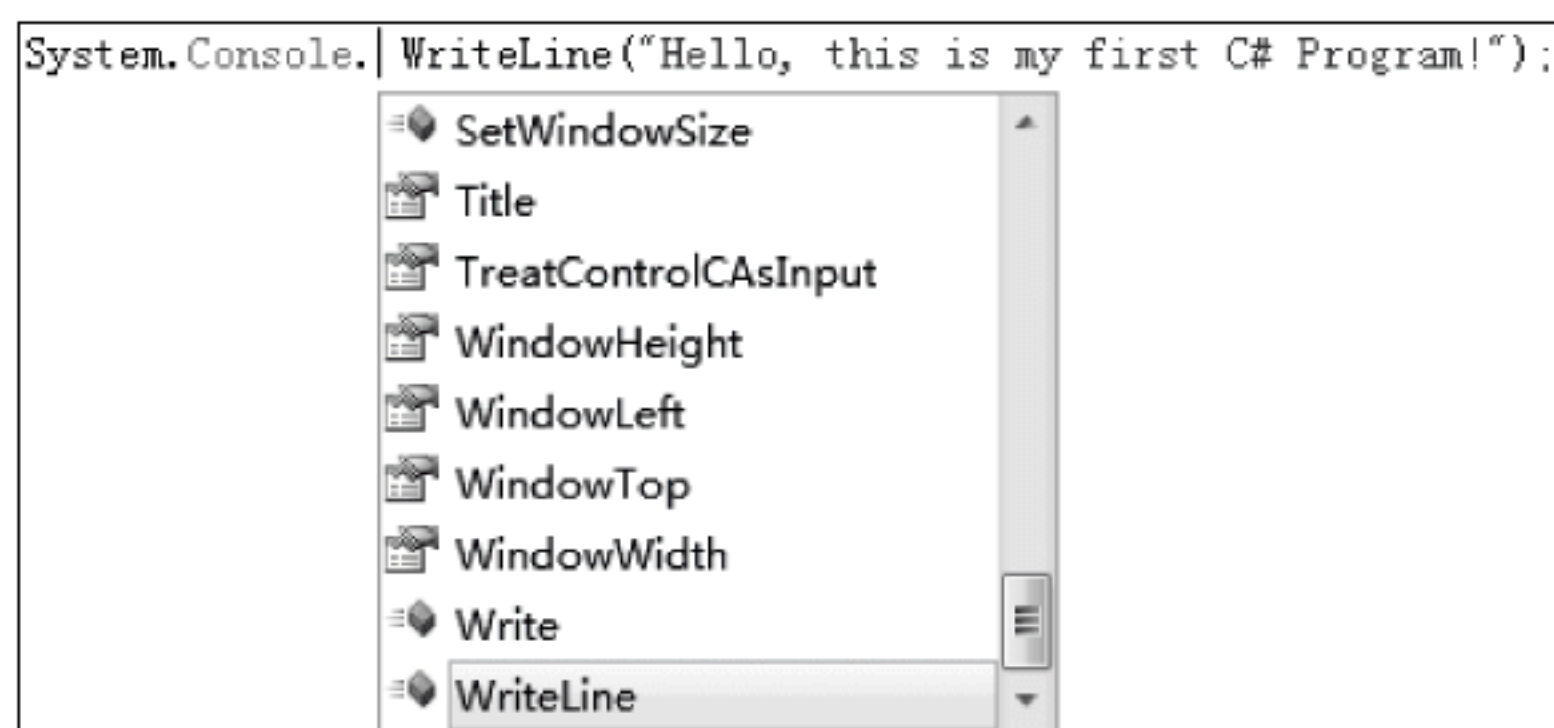 System.Console. WriteLine("Hello, this is my first C# Program!");
SetWindowSize
Title
TreatControlCAsInput
WindowHeight
WindowLeft
WindowTop
WindowWidth
Write
WriteLine